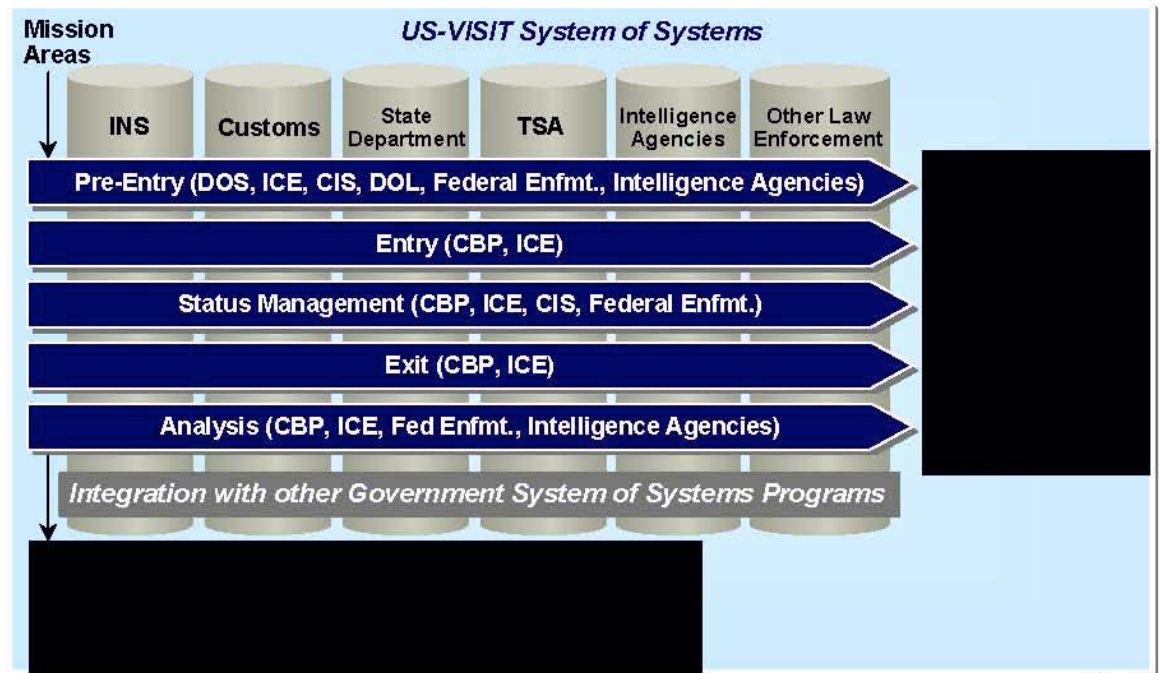 Mission
Areas
US-VISIT System of Systems
INS
Customs
State
Department
TSA
Intelligence
Agencies
Other Law
Enforcement
Pre-Entry (DOS, ICE, CIS, DOL, Federal Enfmt., Intelligence Agencies)
Entry (CBP, ICE)
Status Management (CBP, ICE, CIS, Federal Enfmt.)
Exit (CBP, ICE)
Analysis (CBP, ICE, Fed Enfmt., Intelligence Agencies)
Integration with other Government System of Systems Programs